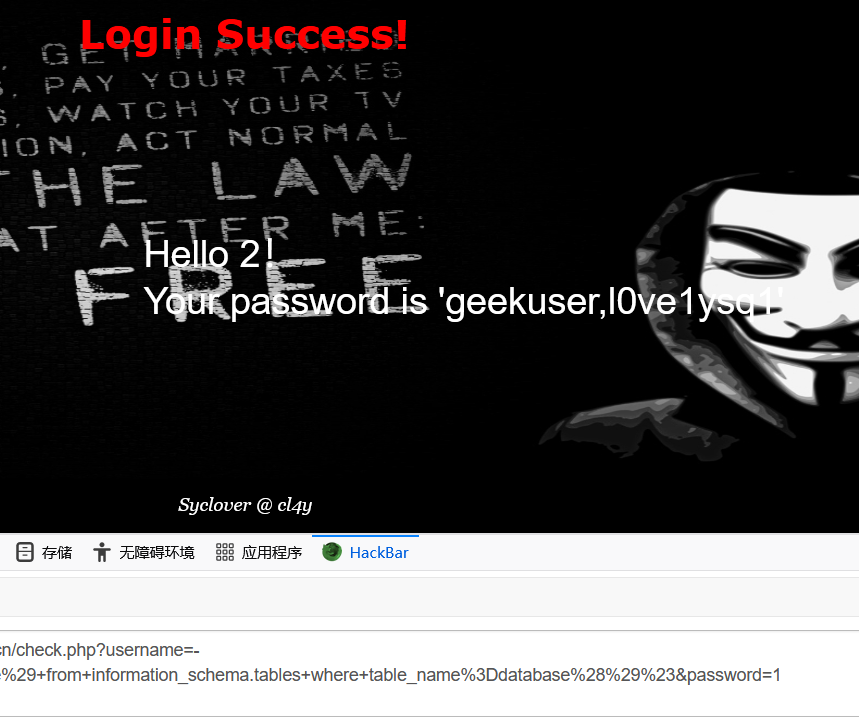 Login Success!
, GET MARRIED
S, PAY YOUR TAXES
S, WATCH YOUR TV
ION, ACT NORMAL
THE LAW
AT AFTER ME:
Hello 2！
FREE
Your password is 'geekuser,l0ve1ysq1'
Syclover @ cl4y
存储 无障碍环境 应用程序 HackBar
cn/check.php?username=-
%29+from+information_schema.tables+where+table_name%3Ddatabase%28%29%23&password=1